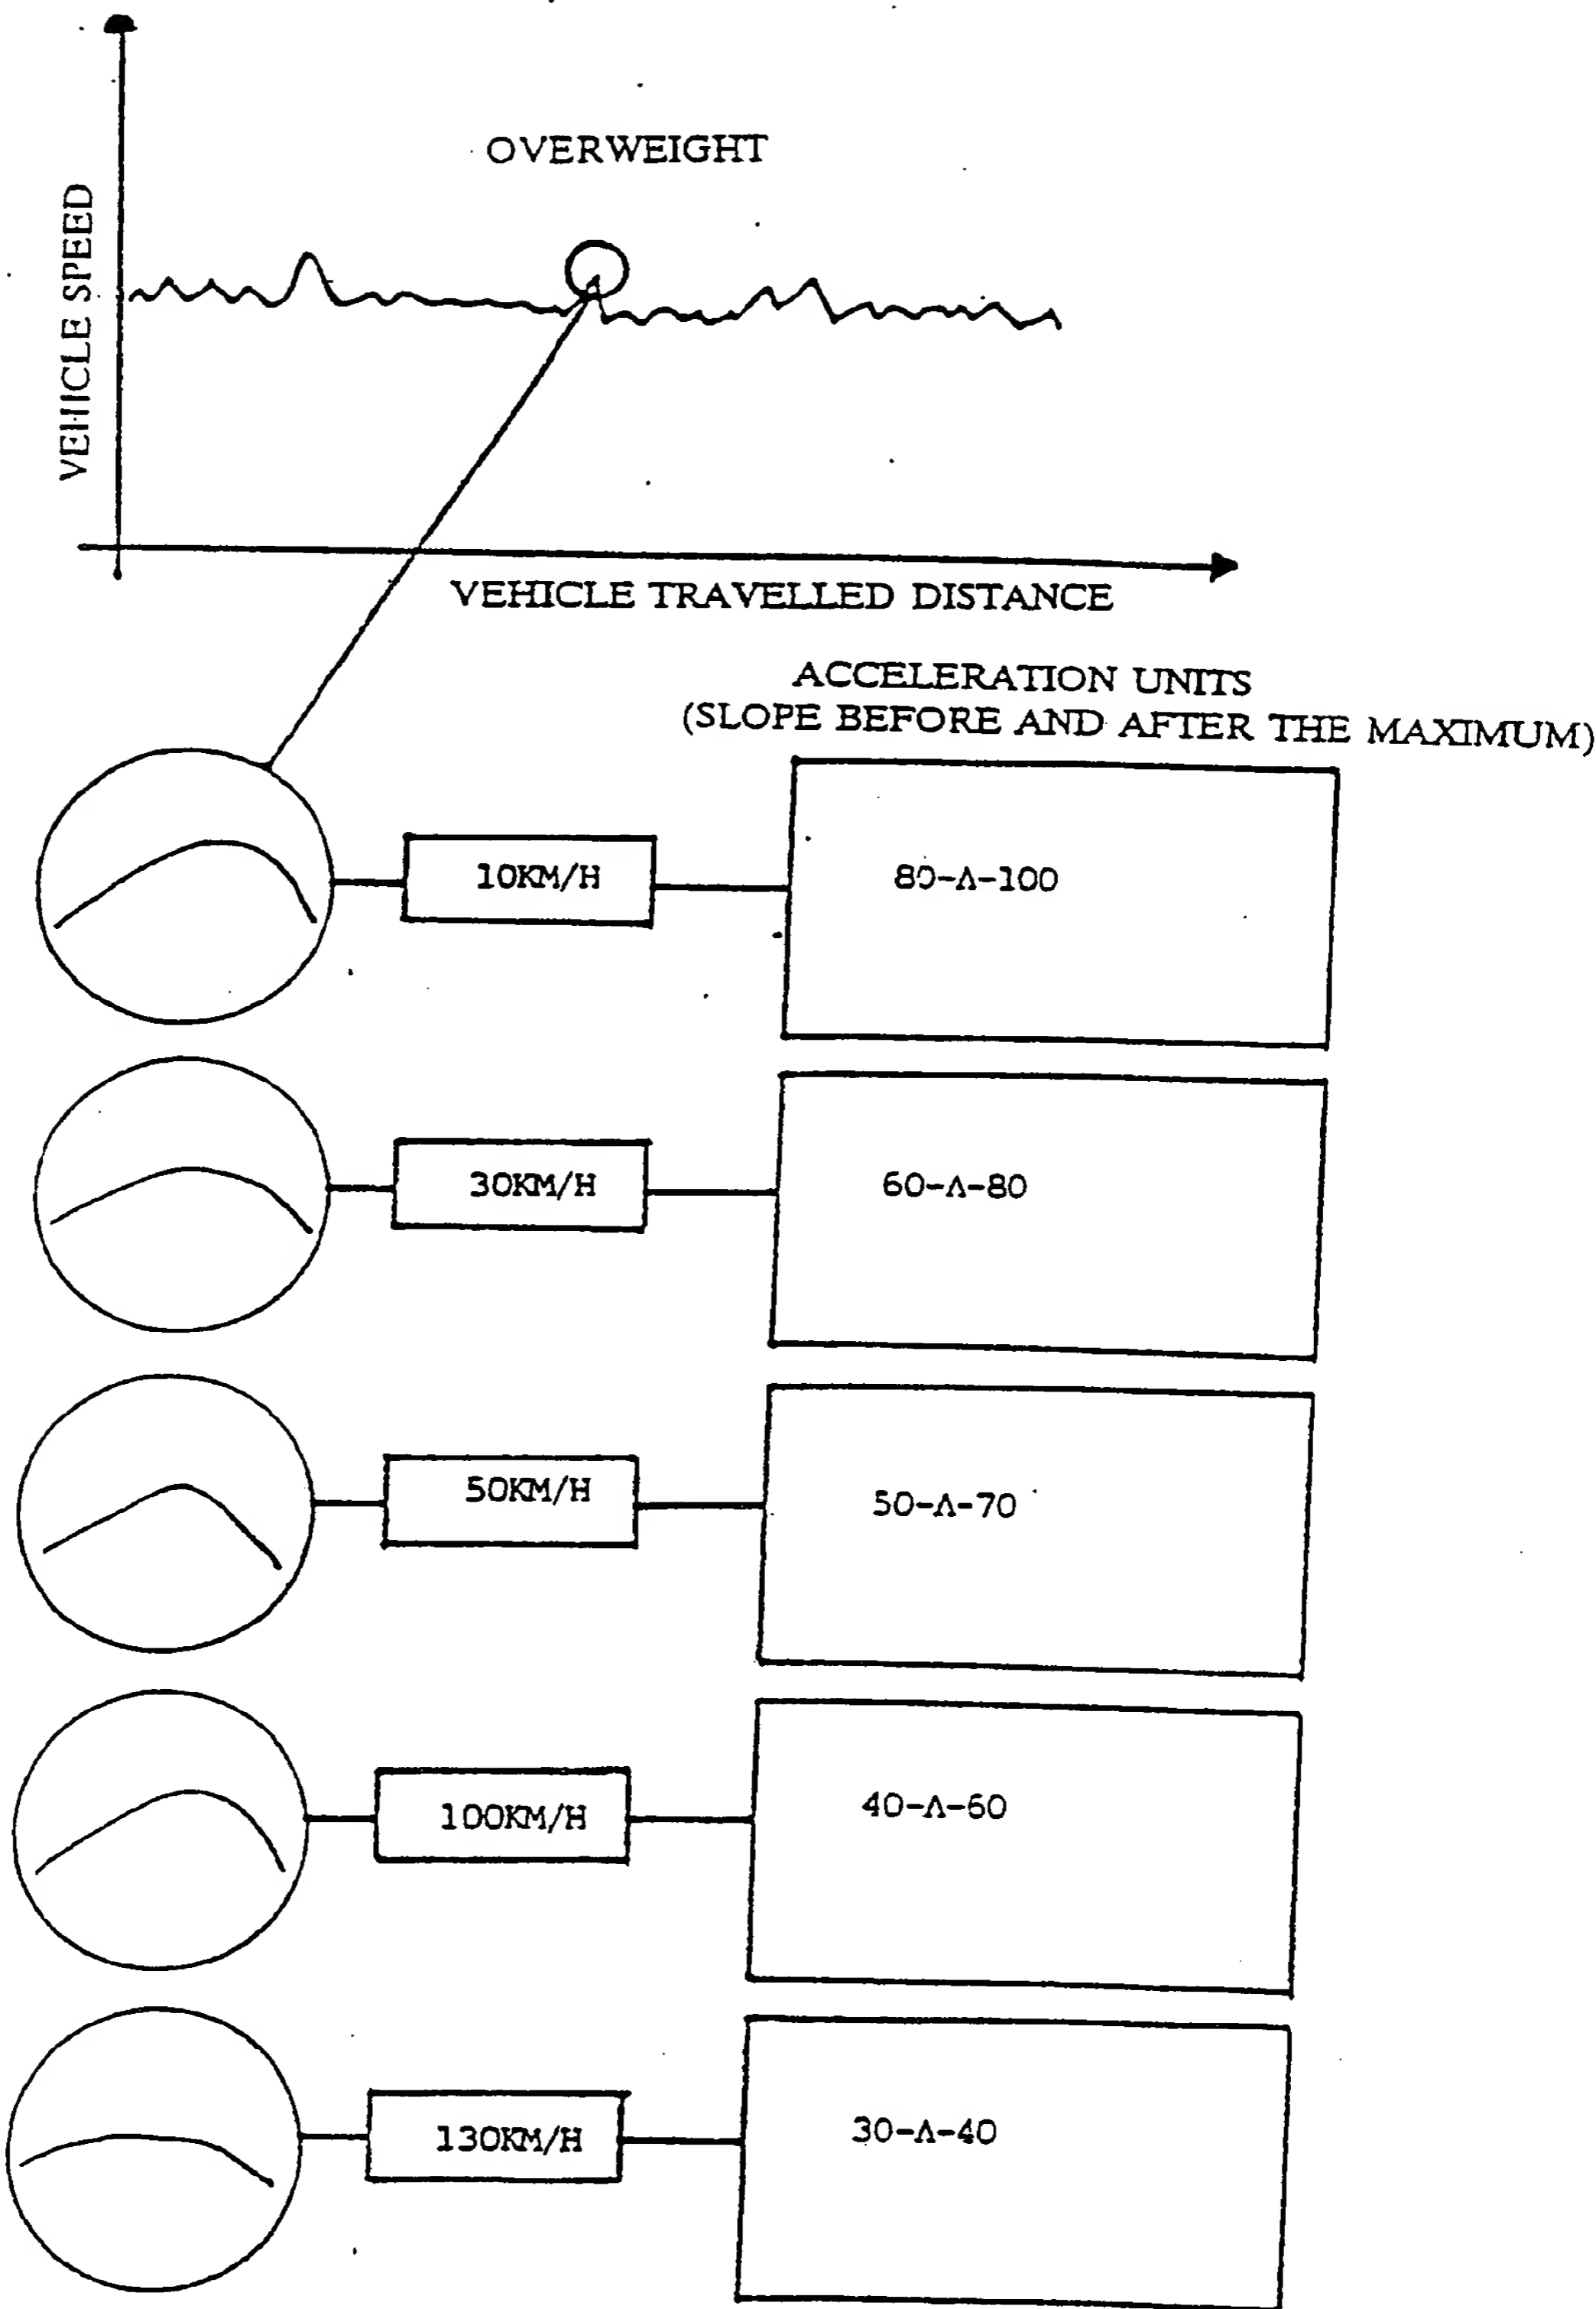 OVERWEIGHT
VEHICLE SPEED
VEHICLE TRAVELLED DISTANCE
ACCELERATION UNITS
(SLOPE BEFORE AND AFTER THE MAXIMUM)
10KM/H
80-Λ-100
30KM/H
60-Λ-80
50KM/H
50-Λ-70
100KM/H
40-Λ-60
130KM/H
30-Λ-40